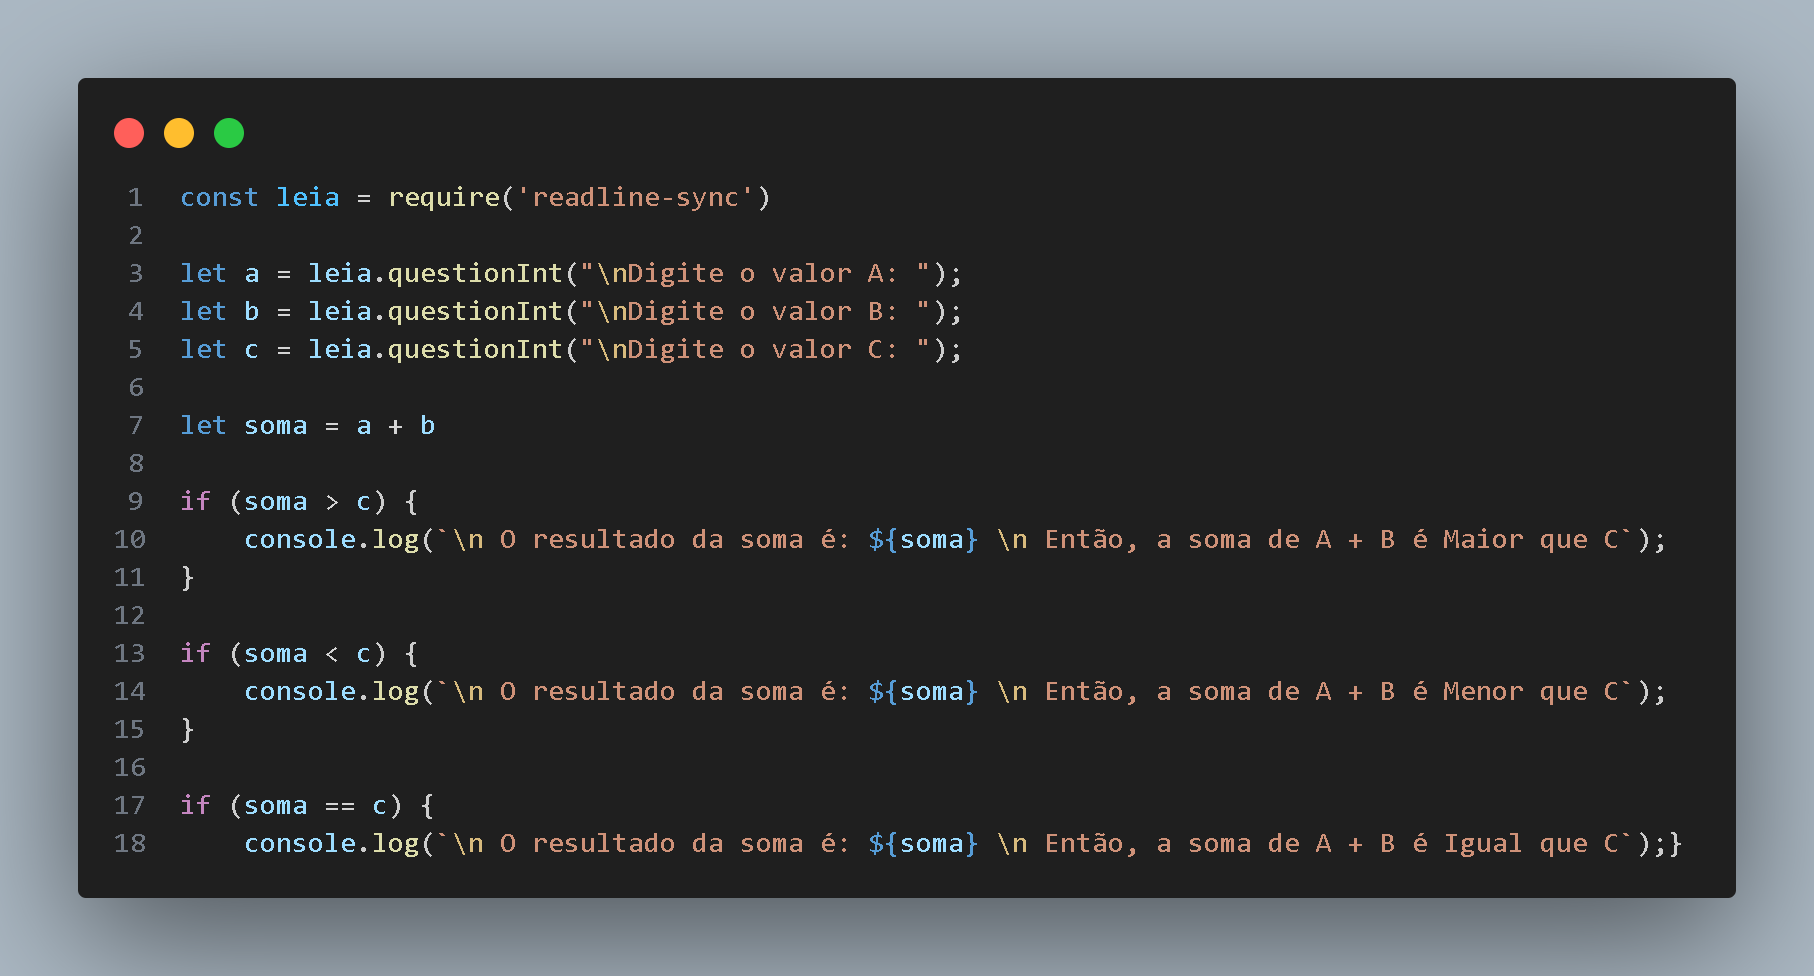 1 const leia = require('readline-sync')
2
3 let a = leia.questionInt("\nDigite o valor A: ");
4 let b = leia.questionInt("\nDigite o valor B: ");
5 let c = leia.questionInt("\nDigite o valor C: ");
6
7 let soma = a + b
8
9 if (soma > c) {
10     console.log(`\n O resultado da soma é: ${soma} \n Então, a soma de A + B é Maior que C`);
11 }
12
13 if (soma < c) {
14     console.log(`\n O resultado da soma é: ${soma} \n Então, a soma de A + B é Menor que C`);
15 }
16
17 if (soma == c) {
18     console.log(`\n O resultado da soma é: ${soma} \n Então, a soma de A + B é Igual que C`);}